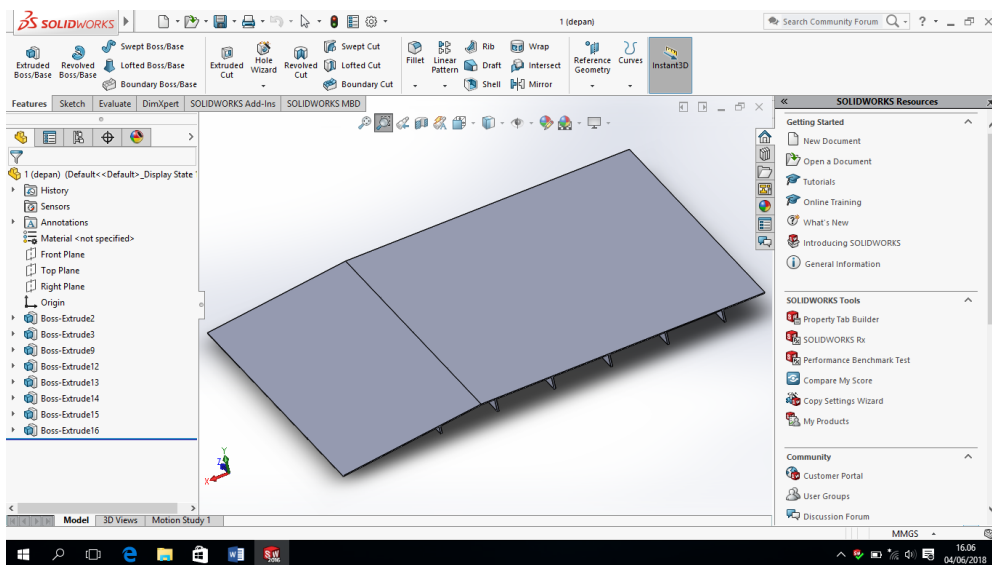 SOLIDWORKS
1 (depan)
Search Community Forum
Extruded Boss/Base
Revolved Boss/Base
Swept Boss/Base
Lofted Boss/Base
Boundary Boss/Base
Extruded Cut
Hole Wizard
Revolved Cut
Swept Cut
Lofted Cut
Boundary Cut
Fillet
Linear Pattern
Rib
Draft
Shell
Wrap
Intersect
Mirror
Reference Geometry
Curves
Instant3D
Features Sketch Evaluate DimXpert SOLIDWORKS Add-Ins SOLIDWORKS MBD
1 (depan) (Default<<Default>_Display State
History
Sensors
Annotations
Material <not specified>
Front Plane
Top Plane
Right Plane
Origin
Boss-Extrude2
Boss-Extrude3
Boss-Extrude9
Boss-Extrude12
Boss-Extrude13
Boss-Extrude14
Boss-Extrude15
Boss-Extrude16
Y
Z
X
Model 3D Views Motion Study 1
SOLIDWORKS Resources
Getting Started
New Document
Open a Document
Tutorials
Online Training
What's New
Introducing SOLIDWORKS
General Information
SOLIDWORKS Tools
Property Tab Builder
SOLIDWORKS Rx
Performance Benchmark Test
Compare My Score
Copy Settings Wizard
My Products
Community
Customer Portal
User Groups
Discussion Forum
MMGS
16.06
04/06/2018